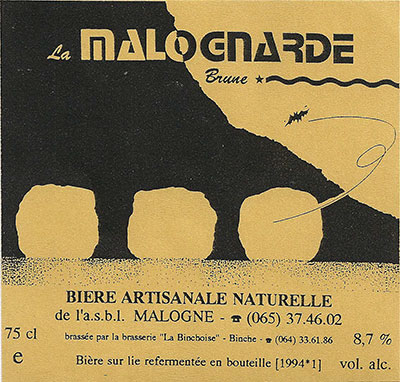 La MALOGNARDE
Brune ★
BIERE ARTISANALE NATURELLE
de l'a.s.b.l. MALOGNE - ☎ (065) 37.46.02
75 cl brassée par la brasserie "La Binchoise" - Binche - ☎ (064) 33.61.86 8,7 %
e Bière sur lie refermentée en bouteille [1994*1] vol. alc.